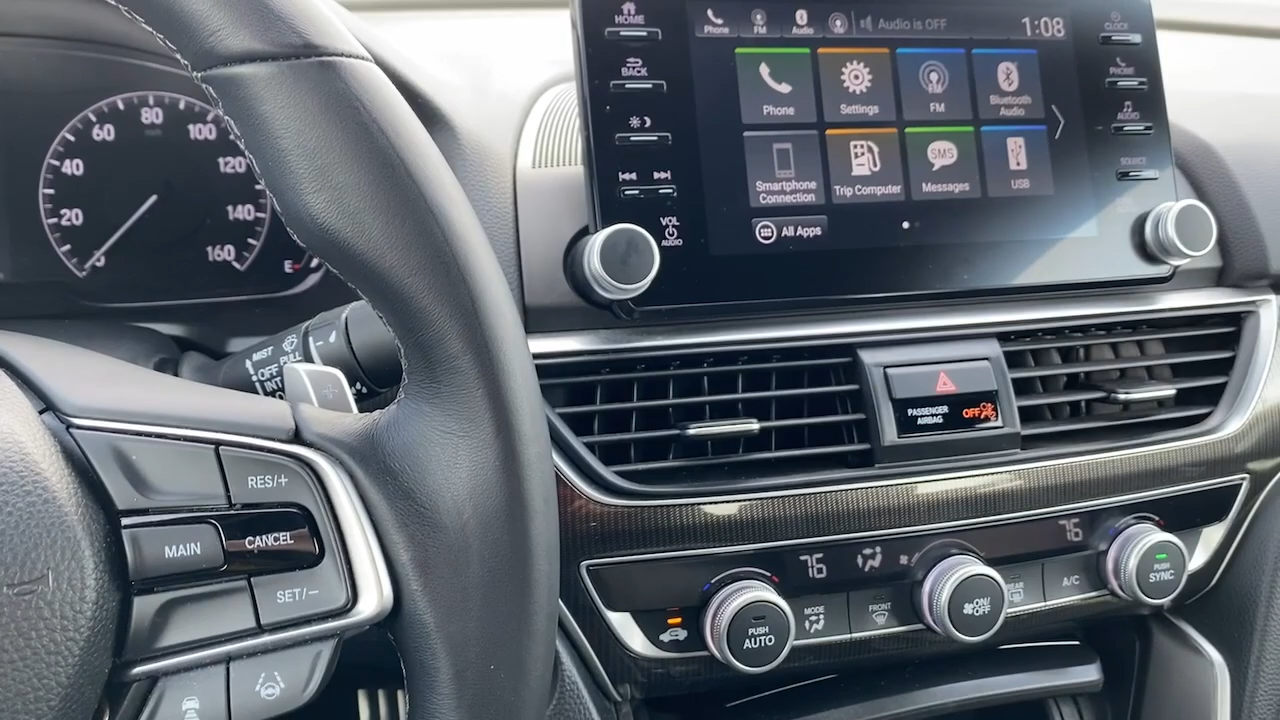 HOME
BACK
VOL
AUDIO
Phone
FM
Audio
Audio is OFF
1:08
Phone
Settings
FM
Bluetooth
Audio
Smartphone
Connection
Trip Computer
SMS
Messages
USB
All Apps
CLOCK
PHONE
AUDIO
SOURCE
20
40
60
80
100
120
140
160
E
MIST
PULL
OFF
INT
PASSENGER
AIRBAG
OFF
2
RES/+
MAIN
CANCEL
SET/−
76
76
PUSH
AUTO
MODE
FRONT
ON/
OFF
REAR
A/C
PUSH
SYNC